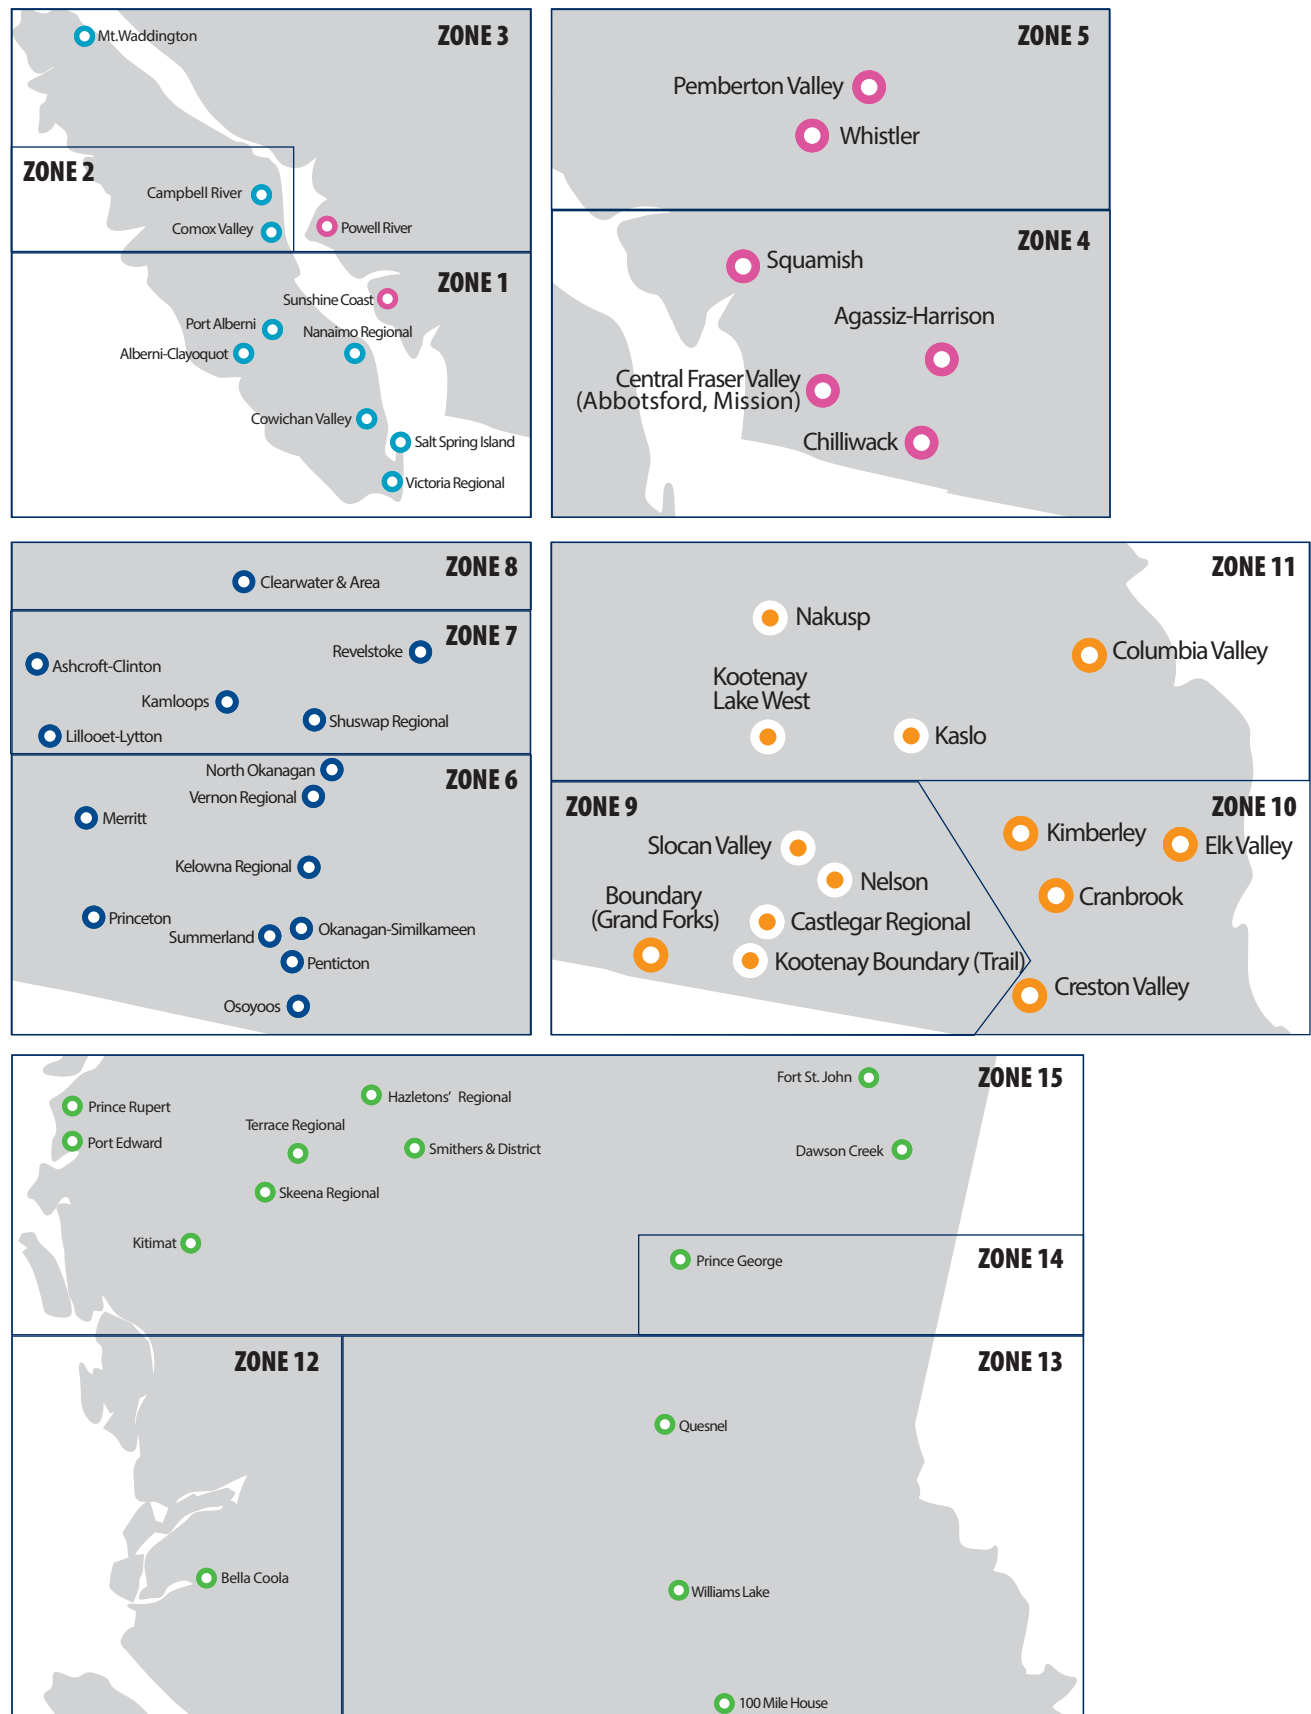 Mt.Waddington
ZONE 3
ZONE 2
Campbell River
Comox Valley
Powell River
ZONE 1
Sunshine Coast
Port Alberni
Nanaimo Regional
Alberni-Clayoquot
Cowichan Valley
Salt Spring Island
Victoria Regional
ZONE 5
Pemberton Valley
Whistler
ZONE 4
Squamish
Agassiz-Harrison
Central Fraser Valley
(Abbotsford, Mission)
Chilliwack
ZONE 8
Clearwater & Area
ZONE 7
Revelstoke
Ashcroft-Clinton
Kamloops
Shuswap Regional
Lillooet-Lytton
North Okanagan
ZONE 6
Vernon Regional
Merritt
Kelowna Regional
Princeton
Okanagan-Similkameen
Summerland
Penticton
Osoyoos
ZONE 11
Nakusp
Columbia Valley
Kootenay
Lake West
Kaslo
ZONE 9
Slocan Valley
Nelson
Boundary
(Grand Forks)
Castlegar Regional
Kootenay Boundary (Trail)
ZONE 10
Kimberley
Elk Valley
Cranbrook
Creston Valley
ZONE 15
Fort St. John
Hazletons' Regional
Prince Rupert
Terrace Regional
Port Edward
Smithers & District
Dawson Creek
Skeena Regional
Kitimat
ZONE 14
Prince George
ZONE 12
ZONE 13
Quesnel
Bella Coola
Williams Lake
100 Mile House